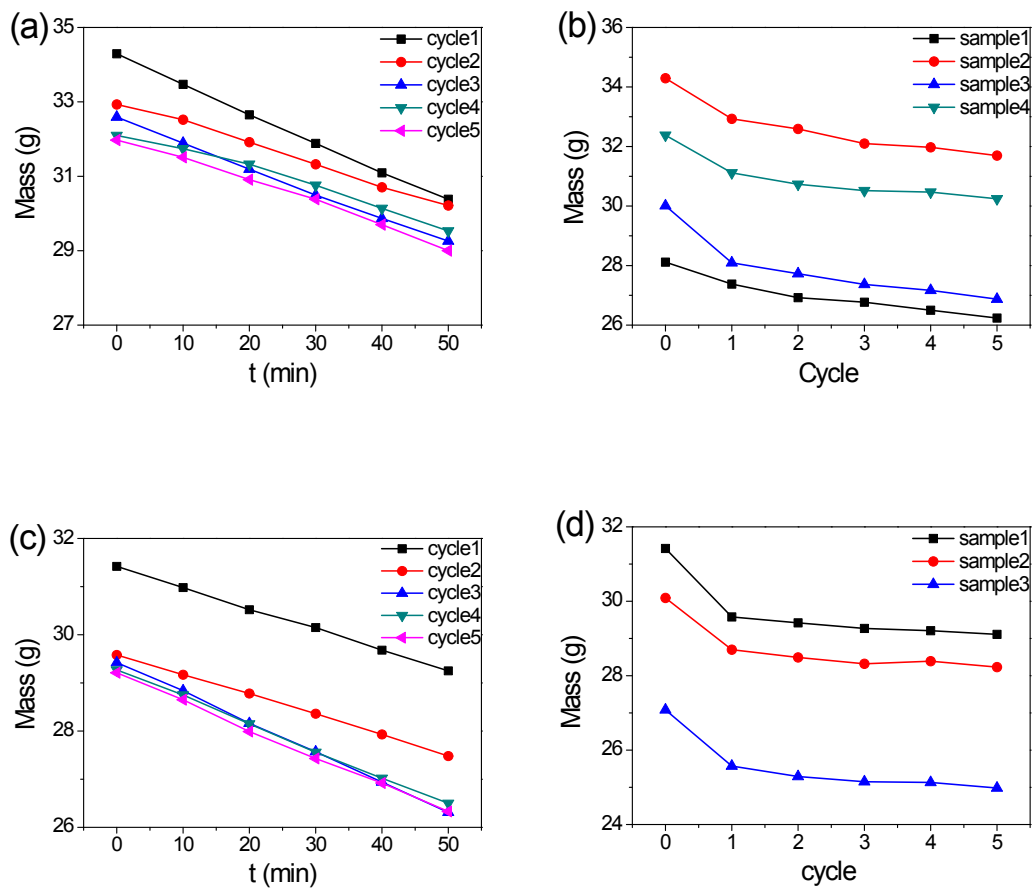 (a)
35
33
31
29
27
Mass (g)
0 10 20 30 40 50
t (min)
cycle1
cycle2
cycle3
cycle4
cycle5
(b)
36
34
32
30
28
26
Mass (g)
0 1 2 3 4 5
Cycle
sample1
sample2
sample3
sample4
(c)
32
30
28
26
Mass (g)
0 10 20 30 40 50
t (min)
cycle1
cycle2
cycle3
cycle4
cycle5
(d)
32
30
28
26
24
Mass (g)
0 1 2 3 4 5
cycle
sample1
sample2
sample3